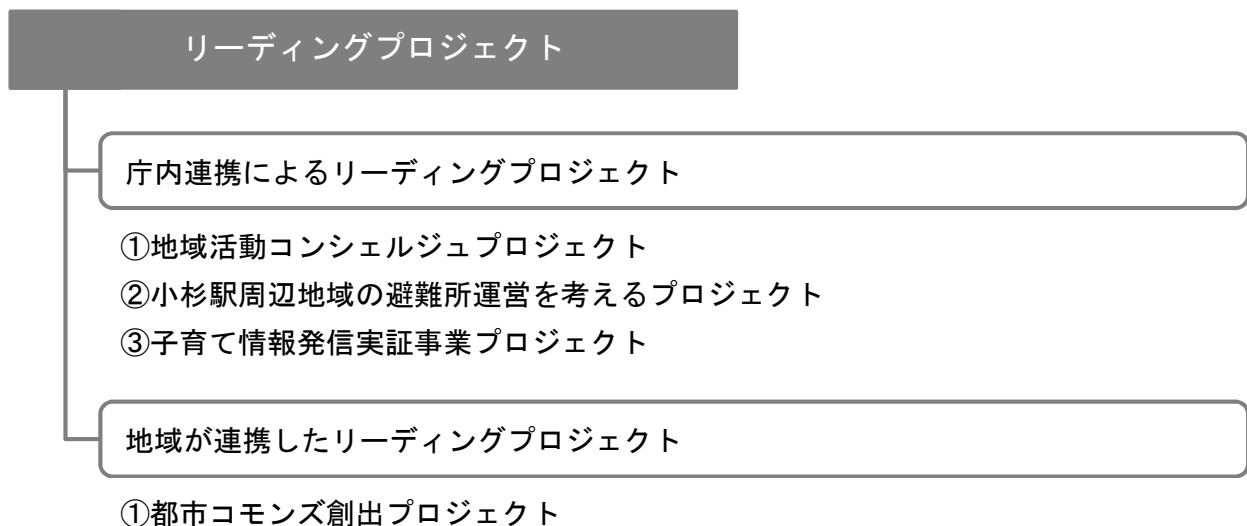 リーディングプロジェクト
庁内連携によるリーディングプロジェクト
①地域活動コンシェルジュプロジェクト
②小杉駅周辺地域の避難所運営を考えるプロジェクト
③子育て情報発信実証事業プロジェクト
地域が連携したリーディングプロジェクト
①都市コモンズ創出プロジェクト